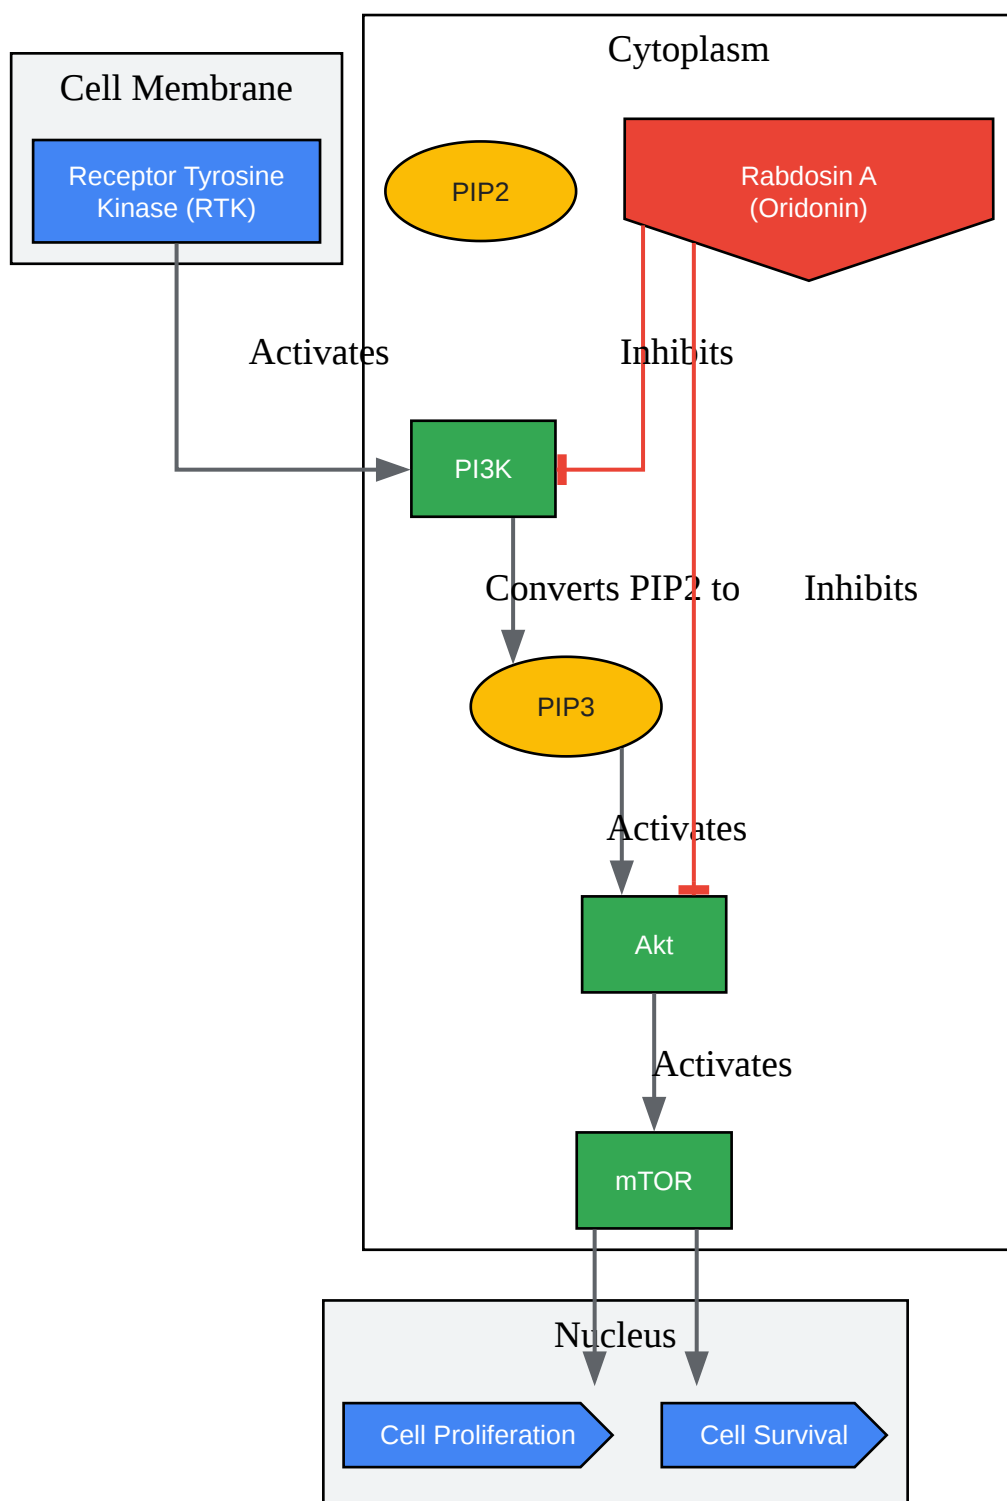 Cytoplasm
Cell Membrane
Receptor Tyrosine
Kinase (RTK)
PIP2
Rabdosin A
(Oridonin)
Activates
Inhibits
PI3K
Converts PIP2 to
Inhibits
PIP3
Activates
Akt
Activates
mTOR
Nucleus
Cell Proliferation
Cell Survival